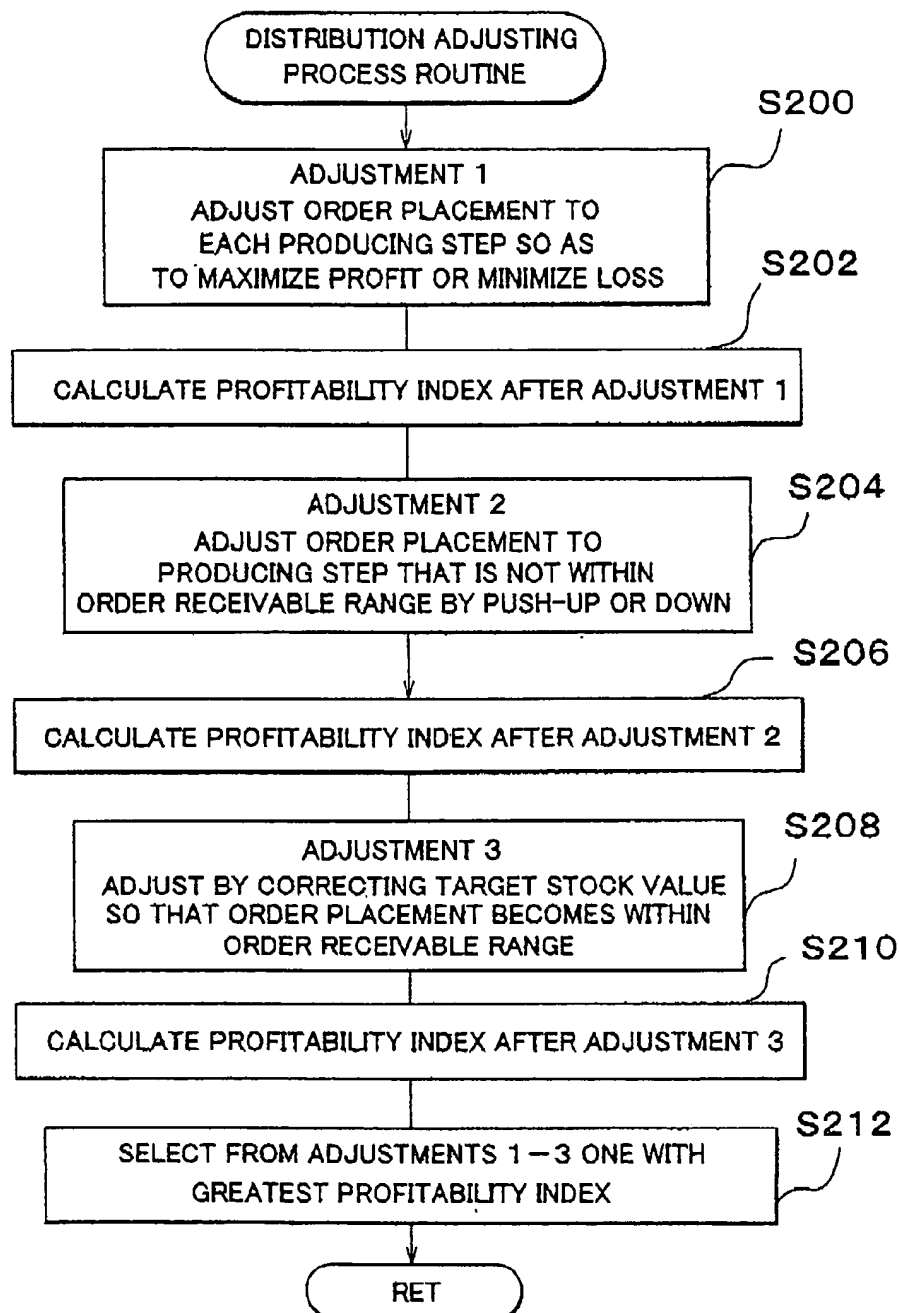 DISTRIBUTION ADJUSTING
PROCESS ROUTINE
S200
ADJUSTMENT 1
ADJUST ORDER PLACEMENT TO
EACH PRODUCING STEP SO AS
TO MAXIMIZE PROFIT OR MINIMIZE LOSS
S202
CALCULATE PROFITABILITY INDEX AFTER ADJUSTMENT 1
S204
ADJUSTMENT 2
ADJUST ORDER PLACEMENT TO
PRODUCING STEP THAT IS NOT WITHIN
ORDER RECEIVABLE RANGE BY PUSH-UP OR DOWN
S206
CALCULATE PROFITABILITY INDEX AFTER ADJUSTMENT 2
S208
ADJUSTMENT 3
ADJUST BY CORRECTING TARGET STOCK VALUE
SO THAT ORDER PLACEMENT BECOMES WITHIN
ORDER RECEIVABLE RANGE
S210
CALCULATE PROFITABILITY INDEX AFTER ADJUSTMENT 3
S212
SELECT FROM ADJUSTMENTS 1-3 ONE WITH
GREATEST PROFITABILITY INDEX
RET